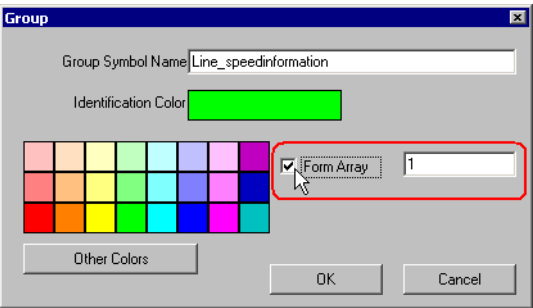 Group
Group Symbol Name Line_speedinformation
Identification Color
Form Array 1
Other Colors
OK Cancel